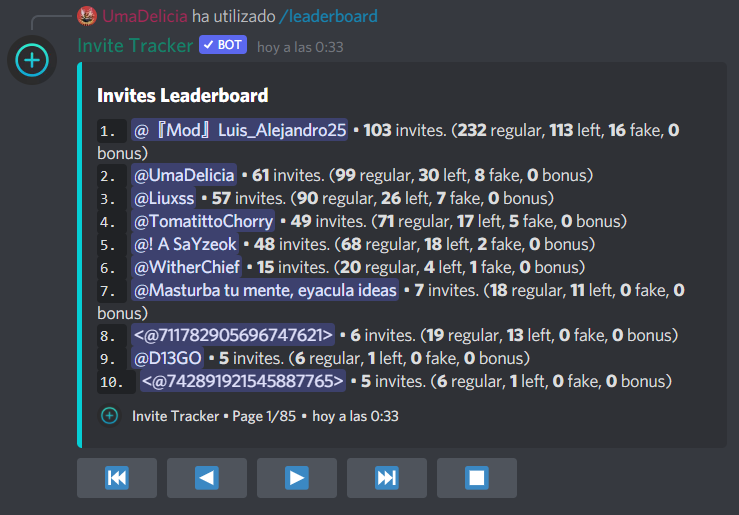 UmaDelicia ha utilizado /leaderboard
Invite Tracker ✓ BOT hoy a las 0:33
Invites Leaderboard
1. @『Mod』Luis_Alejandro25 • 103 invites. (232 regular, 113 left, 16 fake, 0
bonus)
2. @UmaDelicia • 61 invites. (99 regular, 30 left, 8 fake, 0 bonus)
3. @Liuxss • 57 invites. (90 regular, 26 left, 7 fake, 0 bonus)
4. @TomatittoChorry • 49 invites. (71 regular, 17 left, 5 fake, 0 bonus)
5. @! A SaYzeok • 48 invites. (68 regular, 18 left, 2 fake, 0 bonus)
6. @WitherChief • 15 invites. (20 regular, 4 left, 1 fake, 0 bonus)
7. @Masturba tu mente, eyacula ideas • 7 invites. (18 regular, 11 left, 0 fake, 0
bonus)
8. <@711782905696747621> • 6 invites. (19 regular, 13 left, 0 fake, 0 bonus)
9. @D13GO • 5 invites. (6 regular, 1 left, 0 fake, 0 bonus)
10. <@742891921545887765> • 5 invites. (6 regular, 1 left, 0 fake, 0 bonus)
Invite Tracker • Page 1/85 • hoy a las 0:33